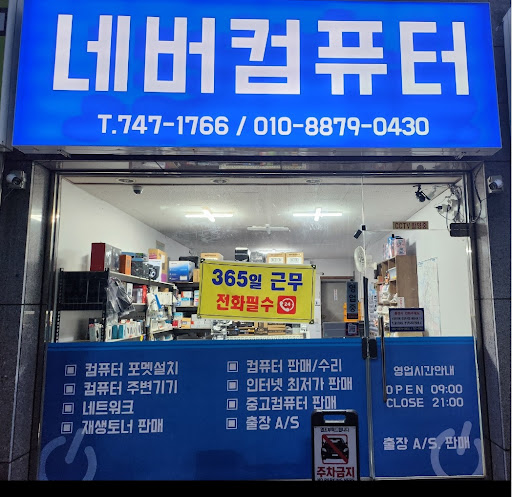 네버컴퓨터
T.747-1766 / 010-8879-0430
CCTV
365일 근무
전화필수 24
컴퓨터 포멧설치
컴퓨터 주변기기
네트워크
재생토너 판매
컴퓨터 판매/수리
인터넷 최저가 판매
중고컴퓨터 판매
출장 A/S
영업시간안내
OPEN 09:00
CLOSE 21:00
출장 A/S, 판매
주차금지